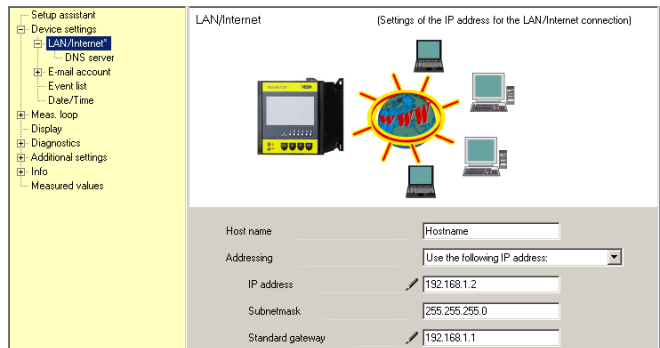 Setup assistant
Device settings
LAN/Internet*
DNS server
E-mail account
Event list
Date/Time
Meas. loop
Display
Diagnostics
Additional settings
Info
Measured values
LAN/Internet (Settings of the IP address for the LAN/Internet connection)
VEGA
WWW
Host name Hostname
Addressing Use the following IP address:
IP address 192.168.1.2
Subnetmask 255.255.255.0
Standard gateway 192.168.1.1